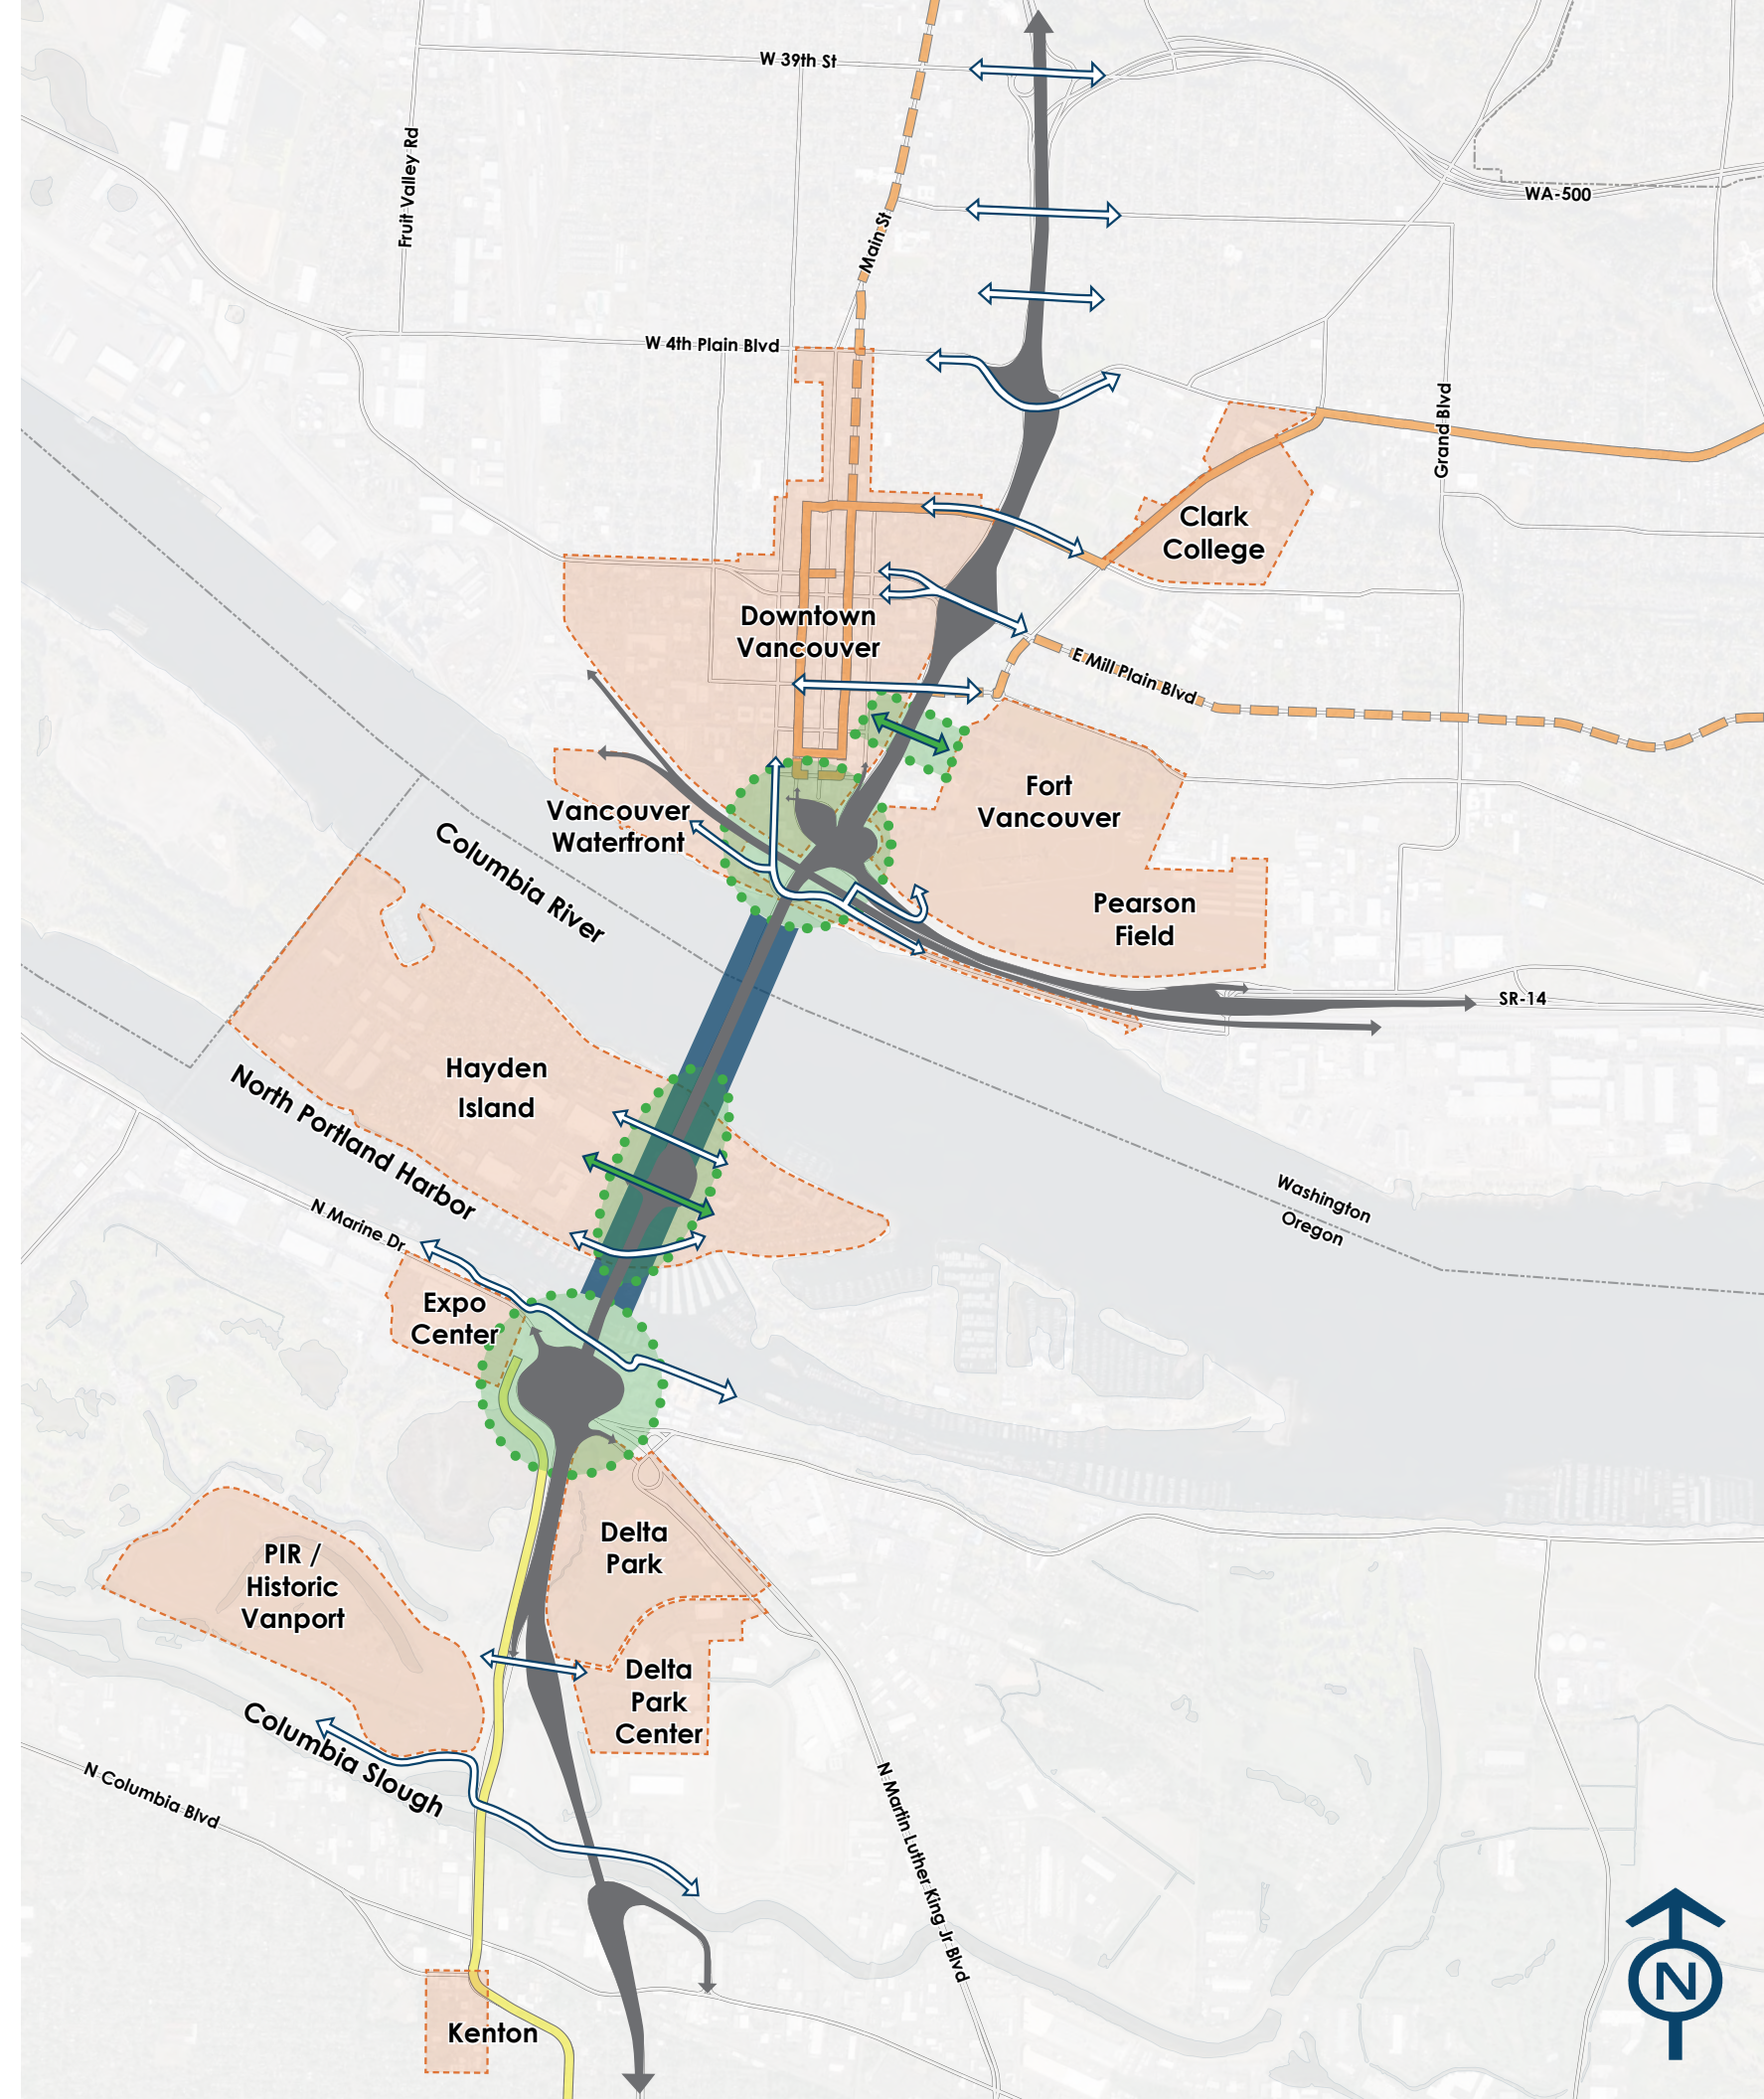 W 39th St
Fruit Valley Rd
WA-500
Main St
W 4th Plain Blvd
Grand Blvd
Clark
College
Downtown
Vancouver
E Mill Plain Blvd
Fort
Vancouver
Vancouver
Waterfront
Columbia River
Pearson
Field
SR-14
Hayden
Island
North Portland Harbor
Washington
Oregon
N Marine Dr
Expo
Center
Delta
Park
PIR /
Historic
Vanport
Delta
Park
Center
Columbia Slough
N Columbia Blvd
N Martin Luther King Jr Blvd
N
Kenton